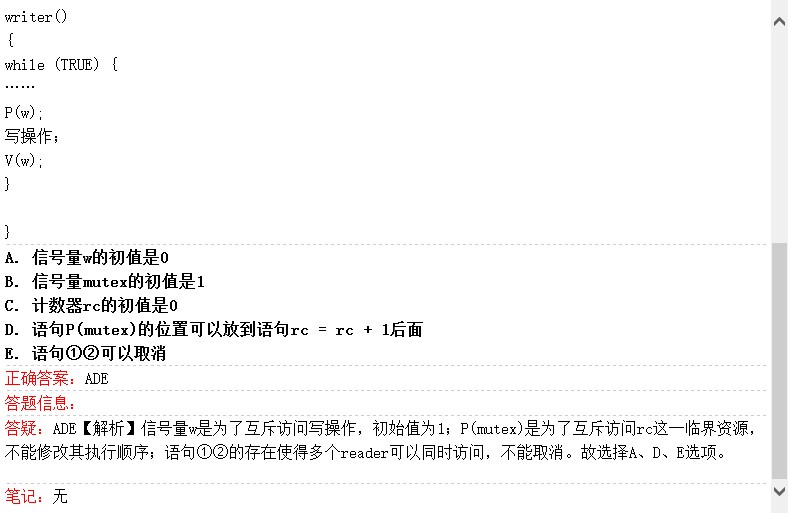 writer()
{
while (TRUE) {
……
P(w);
写操作;
V(w);
}
}
A. 信号量w的初值是0
B. 信号量mutex的初值是1
C. 计数器rc的初值是0
D. 语句P(mutex)的位置可以放到语句rc = rc + 1后面
E. 语句①②可以取消
正确答案：ADE
答题信息：
答疑：ADE【解析】信号量w是为了互斥访问写操作，初始值为1；P(mutex)是为了互斥访问rc这一临界资源，
不能修改其执行顺序；语句①②的存在使得多个reader可以同时访问，不能取消。故选择A、D、E选项。
笔记：无